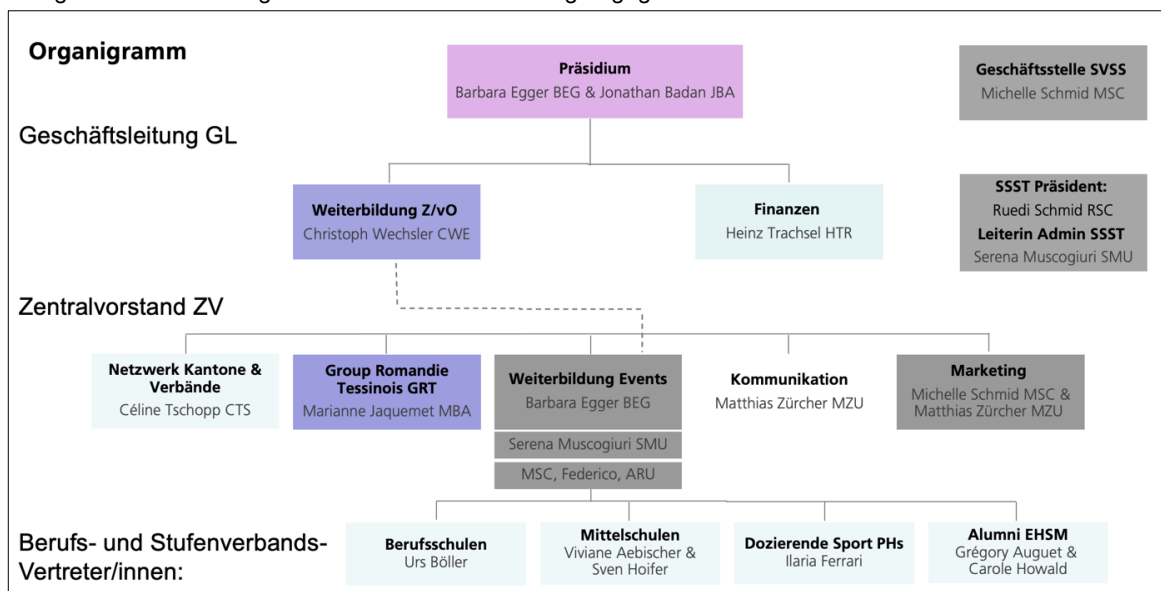 Organigramm
Präsidium
Barbara Egger BEG & Jonathan Badan JBA
Geschäftsstelle SVSS
Michelle Schmid MSC
Geschäftsleitung GL
Weiterbildung Z/vO
Christoph Wechsler CWE
Finanzen
Heinz Trachsel HTR
SSST Präsident:
Ruedi Schmid RSC
Leiterin Admin SSST
Serena Muscogiuri SMU
Zentralvorstand ZV
Netzwerk Kantone &
Verbände
Céline Tschopp CTS
Group Romandie
Tessinois GRT
Marianne Jaquemet MBA
Weiterbildung Events
Barbara Egger BEG
Serena Muscogiuri SMU
MSC, Federico, ARU
Kommunikation
Matthias Zürcher MZU
Marketing
Michelle Schmid MSC &
Matthias Zürcher MZU
Berufs- und Stufenverbands-
Vertreter/innen:
Berufsschulen
Urs Böller
Mittelschulen
Viviane Aebischer &
Sven Hoifer
Dozierende Sport PHs
Ilaria Ferrari
Alumni EHSM
Grégory Auguet &
Carole Howald